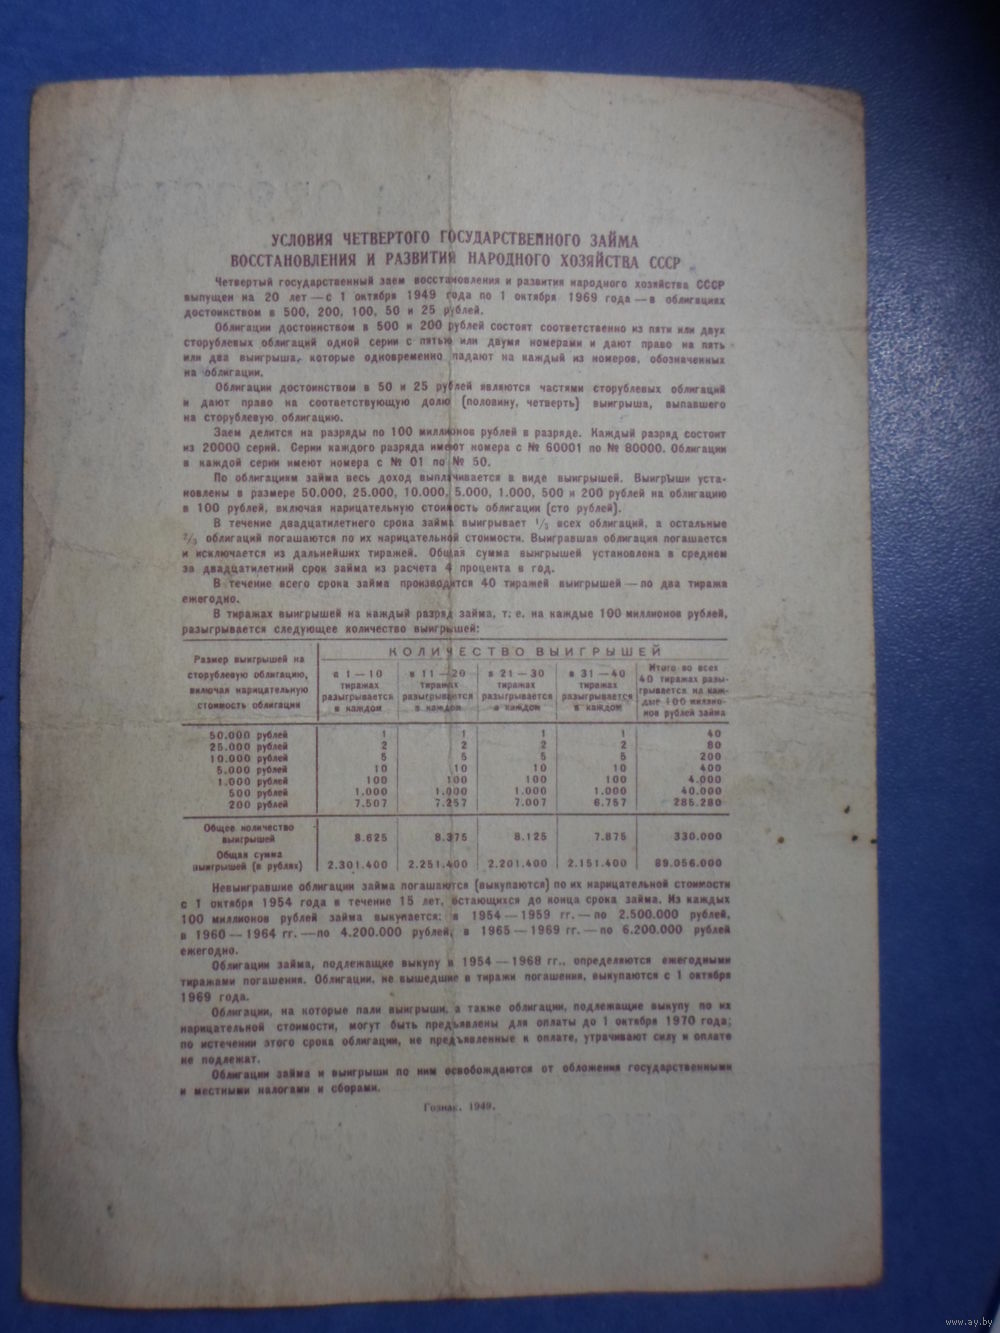 УСЛОВИЯ ЧЕТВЕРТОГО ГОСУДАРСТВЕННОГО ЗАЙМА
ВОССТАНОВЛЕНИЯ И РАЗВИТИЯ НАРОДНОГО ХОЗЯЙСТВА СССР
Четвертый государственный заем восстановления и развития народного хозяйства СССР
выпущен на 20 лет — с 1 октября 1949 года по 1 октября 1969 года — в облигациях
достоинством в 500, 200, 100, 50 и 25 рублей.
Облигации достоинством в 500 и 200 рублей состоят соответственно из пяти или двух
сторублевых облигаций одной серии с пятью или двумя номерами и дают право на пять
или два выигрыша, которые одновременно падают на каждый из номеров, обозначенных
на облигации.
Облигации достоинством в 50 и 25 рублей являются частями сторублевых облигаций
и дают право на соответствующую долю (половину, четверть) выигрыша, выпавшего
на сторублевую облигацию.
Заем делится на разряды по 100 миллионов рублей в разряде. Каждый разряд состоит
из 20000 серий. Серии каждого разряда имеют номера с № 60001 по № 80000. Облигации
в каждой серии имеют номера с № 01 по № 50.
По облигациям займа весь доход выплачивается в виде выигрышей. Выигрыши уста-
новлены в размере 50.000, 25.000, 10.000, 5.000, 1.000, 500 и 200 рублей на облигацию
в 100 рублей, включая нарицательную стоимость облигации (сто рублей).
В течение двадцатилетнего срока займа выигрывает 1/3 всех облигаций, а остальные
2/3 облигаций погашаются по их нарицательной стоимости. Выигравшая облигация погашается
и исключается из дальнейших тиражей. Общая сумма выигрышей установлена в среднем
за двадцатилетний срок займа из расчета 4 процента в год.
В течение всего срока займа производится 40 тиражей выигрышей — по два тиража
ежегодно.
В тиражах выигрышей на каждый разряд займа, т. е. на каждые 100 миллионов рублей,
разыгрывается следующее количество выигрышей:
Размер выигрышей на
сторублевую облигацию,
включая нарицательную
стоимость облигации
КОЛИЧЕСТВО ВЫИГРЫШЕЙ
в 1 — 10
тиражах
разыгрывается
в каждом
в 11 — 20
тиражах
разыгрывается
в каждом
в 21 — 30
тиражах
разыгрывается
в каждом
в 31 — 40
тиражах
разыгрывается
в каждом
Итого во всех
40 тиражах разы-
грывается на каж-
дые 100 миллио-
нов рублей займа
50.000 рублей 1 1 1 1 40
25.000 рублей 2 2 2 2 80
10.000 рублей 5 5 5 5 200
5.000 рублей 10 10 10 10 400
1.000 рублей 100 100 100 100 4.000
500 рублей 1.000 1.000 1.000 1.000 40.000
200 рублей 7.507 7.257 7.007 6.757 285.280
Общее количество
выигрышей 8.625 8.375 8.125 7.875 330.000
Общая сумма
выигрышей (в рублях) 2.301.400 2.251.400 2.201.400 2.151.400 89.056.000
Невыигравшие облигации займа погашаются (выкупаются) по их нарицательной стоимости
с 1 октября 1954 года в течение 15 лет, остающихся до конца срока займа. Из каждых
100 миллионов рублей займа выкупается: в 1954 — 1959 гг. — по 2.500.000 рублей,
в 1960 — 1964 гг. — по 4.200.000 рублей, в 1965 — 1969 гг. — по 6.200.000 рублей
ежегодно.
Облигации займа, подлежащие выкупу в 1954 — 1968 гг., определяются ежегодными
тиражами погашения. Облигации, не вышедшие в тиражи погашения, выкупаются с 1 октября
1969 года.
Облигации, на которые пали выигрыши, а также облигации, подлежащие выкупу по их
нарицательной стоимости, могут быть предъявлены для оплаты до 1 октября 1970 года;
по истечении этого срока облигации, не предъявленные к оплате, утрачивают силу и оплате
не подлежат.
Облигации займа и выигрыши по ним освобождаются от обложения государственными
и местными налогами и сборами.
Гознак. 1949.
www.ay.by